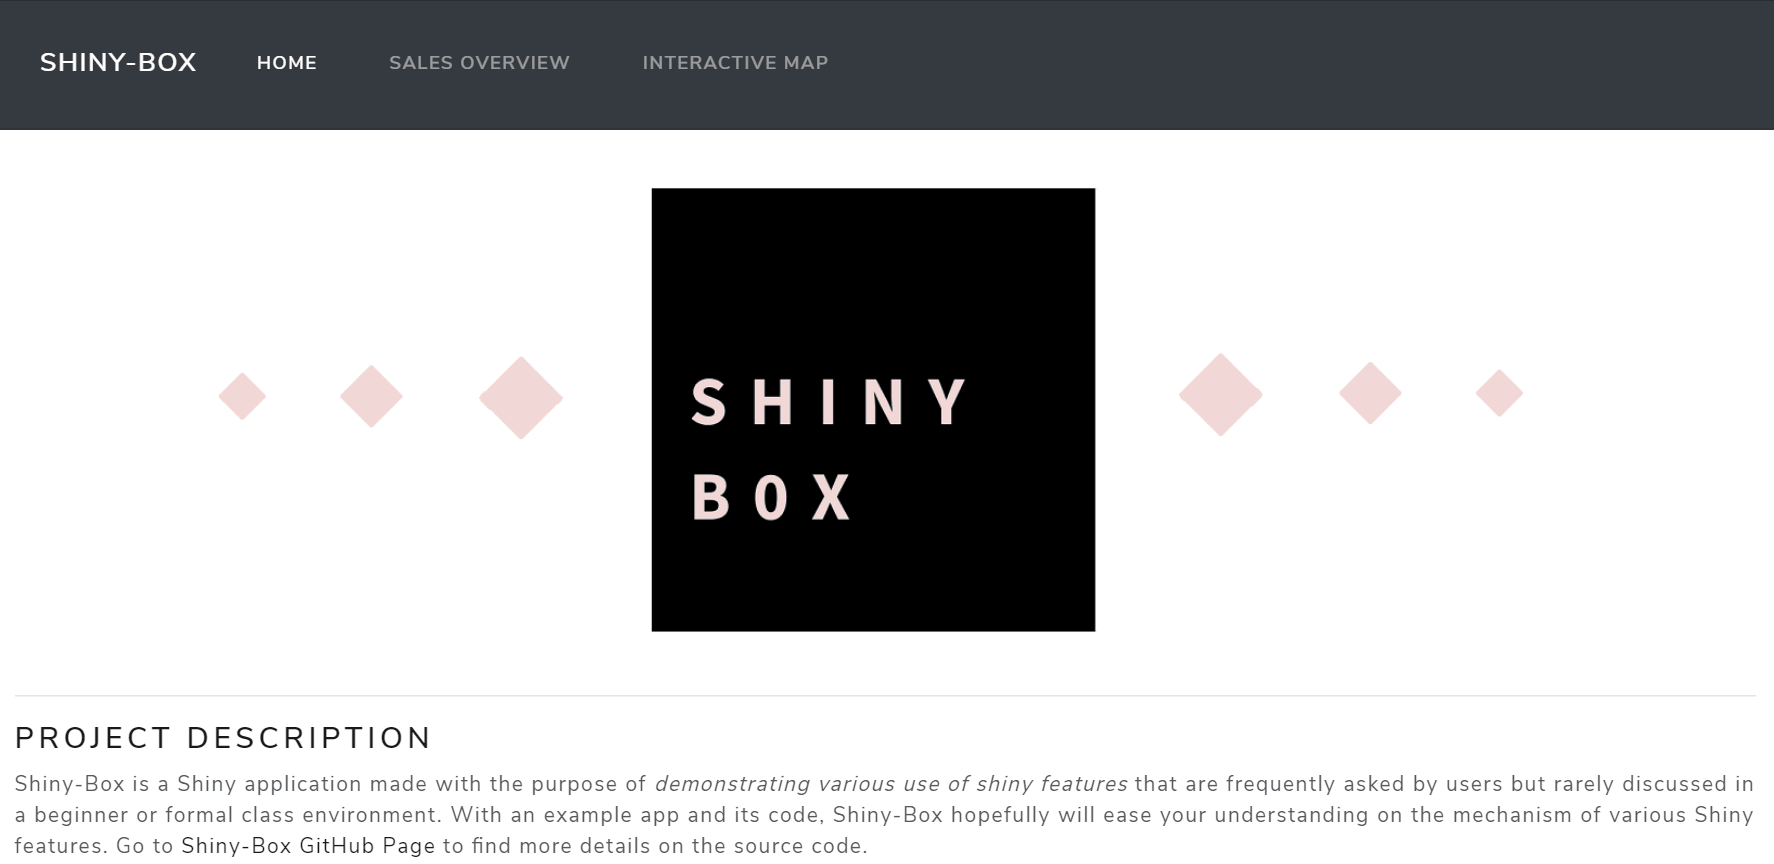 SHINY-BOX HOME SALES OVERVIEW INTERACTIVE MAP
SHINY
BOX
PROJECT DESCRIPTION
Shiny-Box is a Shiny application made with the purpose of demonstrating various use of shiny features that are frequently asked by users but rarely discussed in
a beginner or formal class environment. With an example app and its code, Shiny-Box hopefully will ease your understanding on the mechanism of various Shiny
features. Go to Shiny-Box GitHub Page to find more details on the source code.